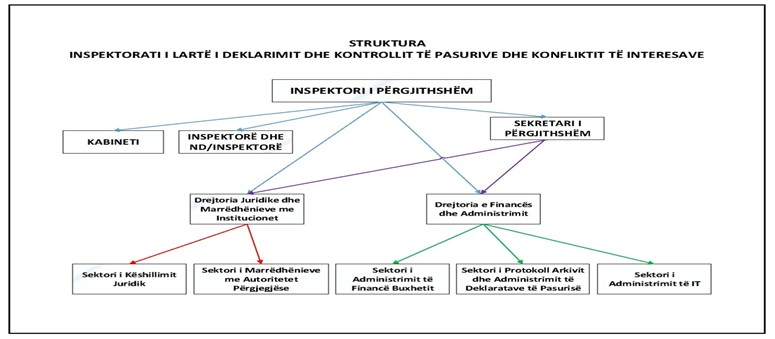 STRUKTURA
INSPEKTORATI I LARTË I DEKLARIMIT DHE KONTROLLIT TË PASURIVE DHE KONFLIKTIT TË INTERESAVE
INSPEKTORI I PËRGJITHSHËM
KABINETI
INSPEKTORË DHE
ND/INSPEKTORË
SEKRETARI I
PËRGJITHSHËM
Drejtoria Juridike dhe
Marrëdhënieve me
Institucionet
Drejtoria e Financës
dhe Administrimit
Sektori i Këshillimit
Juridik
Sektori i Marrëdhënieve
me Autoritetet
Përgjegjëse
Sektori i
Administrimit të
Financë Buxhetit
Sektori i Protokoll Arkivit
dhe Administrimit të
Deklaratave të Pasurisë
Sektori i
Administrimit të IT